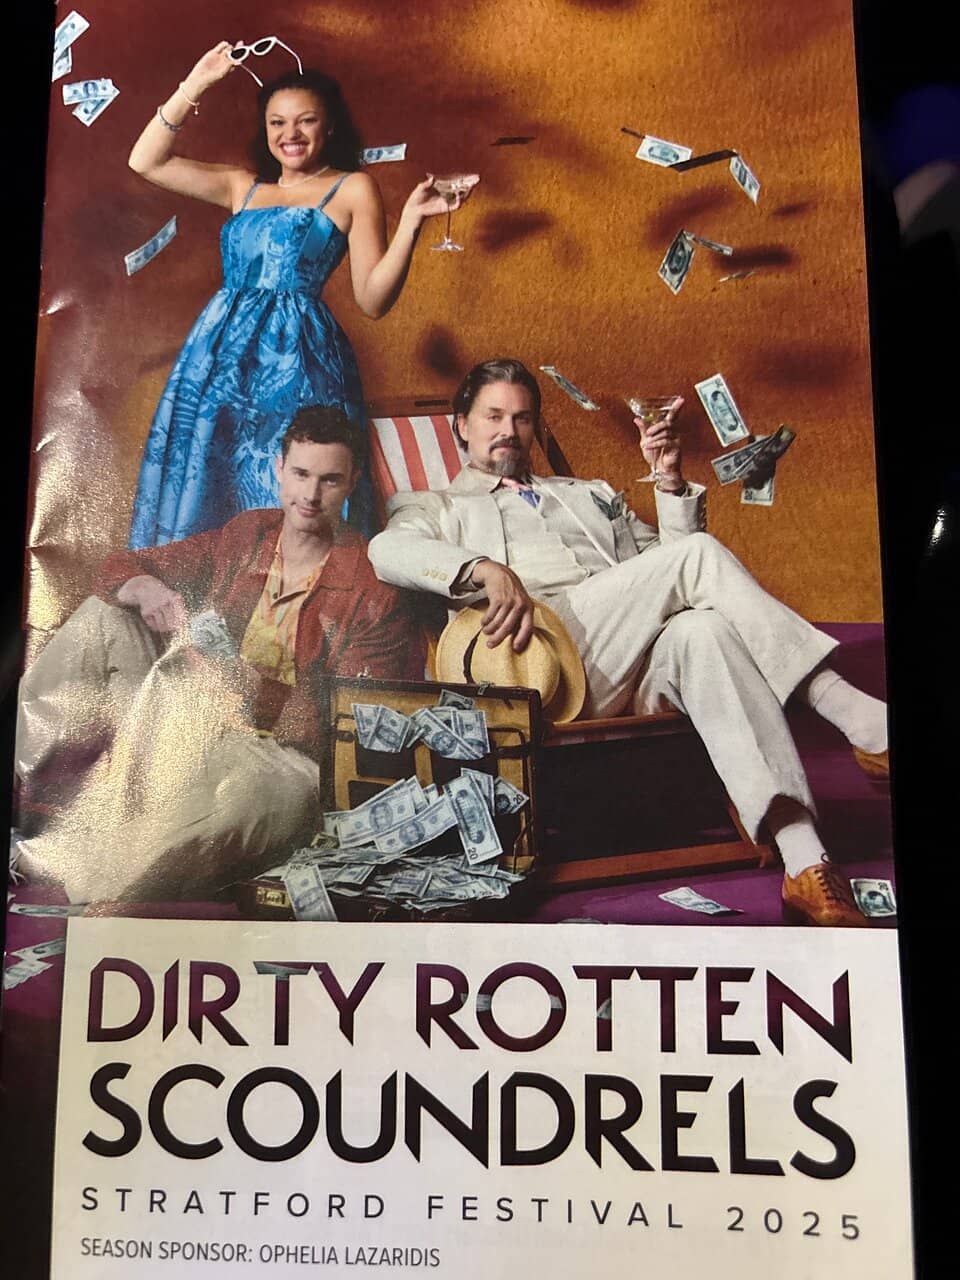 DIRTY ROTTEN
SCOUNDRELS
STRATFORD FESTIVAL 2025
SEASON SPONSOR: OPHELIA LAZARIDIS